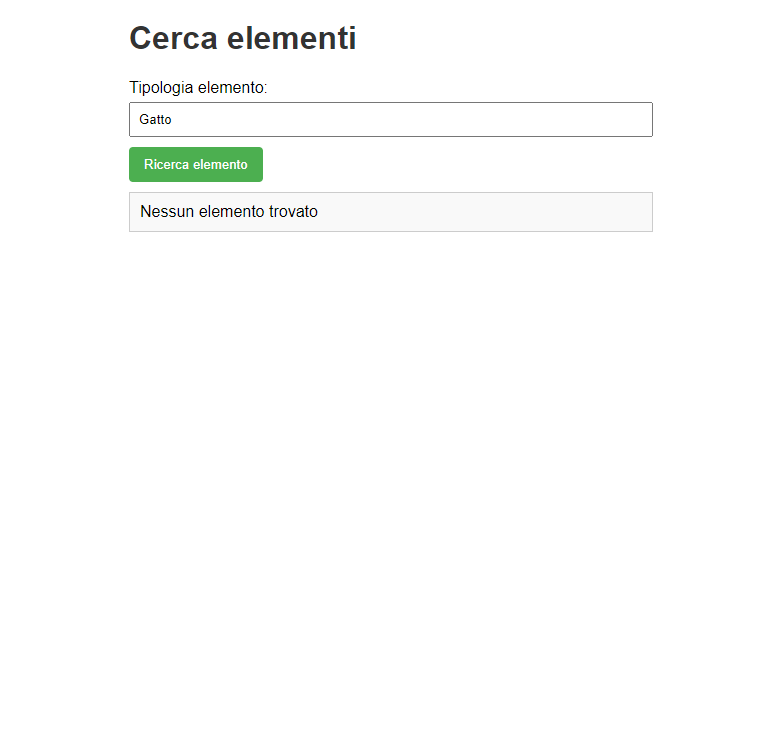 Cerca elementi
Tipologia elemento:
Gatto
Ricerca elemento
Nessun elemento trovato